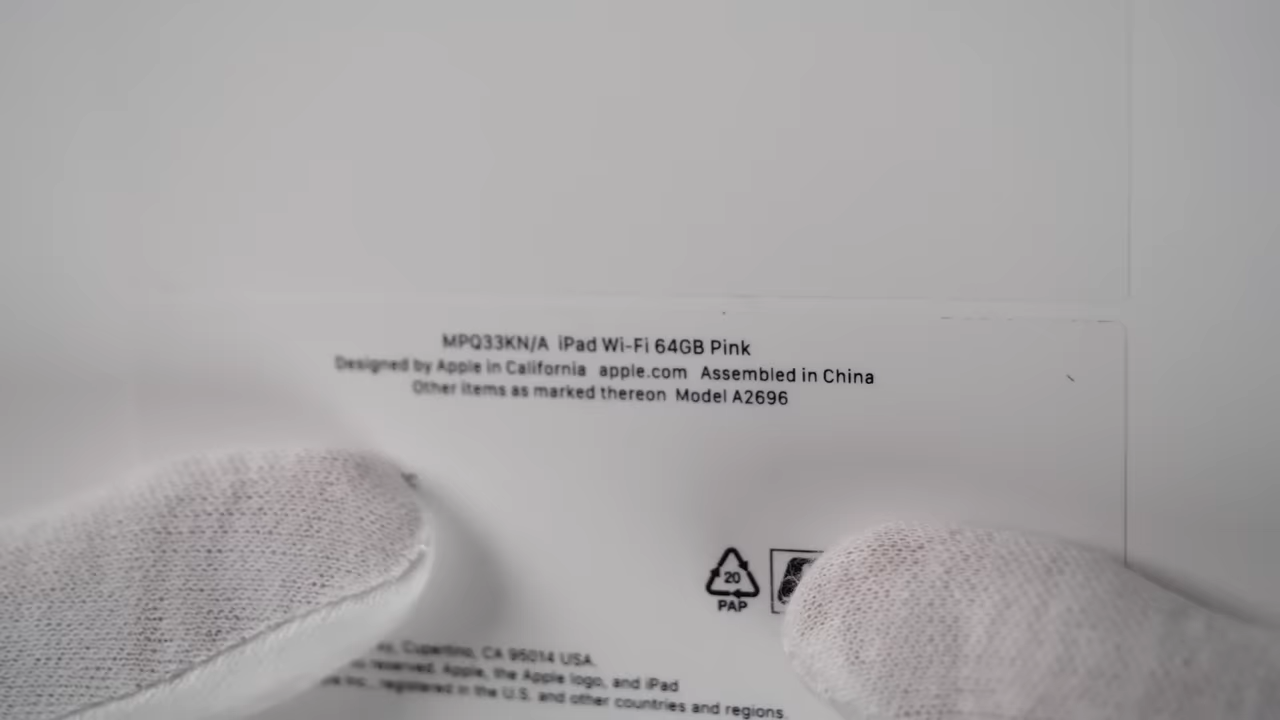 MPQ33KN/A iPad Wi-Fi 64GB Pink
Designed by Apple in California apple.com Assembled in China
Other items as marked thereon Model A2696
20
PAP
Cupertino, CA 95014 USA.
reserved. Apple, the Apple logo, and iPad
registered in the U.S. and other countries and regions.